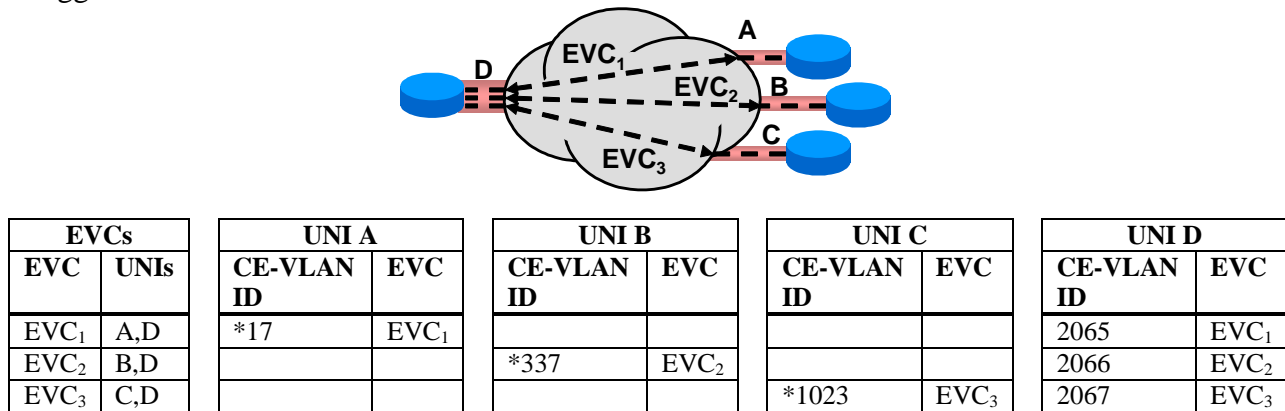 A
EVC₁
D
EVC₂
B
C
EVC₃
EVCs
EVC UNIs
EVC₁ A,D
EVC₂ B,D
EVC₃ C,D
UNI A
CE-VLAN ID EVC
*17 EVC₁
UNI B
CE-VLAN ID EVC
*337 EVC₂
UNI C
CE-VLAN ID EVC
*1023 EVC₃
UNI D
CE-VLAN ID EVC
2065 EVC₁
2066 EVC₂
2067 EVC₃